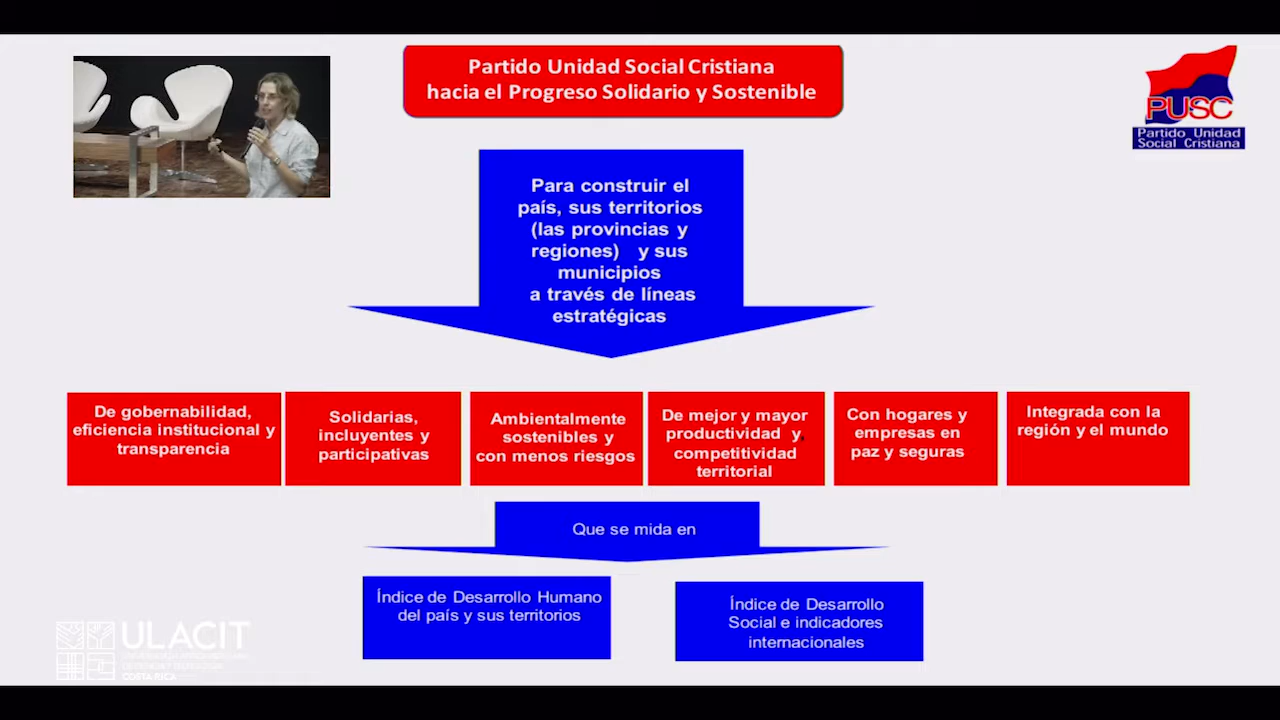 Partido Unidad Social Cristiana
hacia el Progreso Solidario y Sostenible
PUSC
Partido Unidad
Social Cristiana
Para construir el
país, sus territorios
(las provincias y
regiones) y sus
municipios
a través de líneas
estratégicas
De gobernabilidad,
eficiencia institucional y
transparencia
Solidarias,
incluyentes y
participativas
Ambientalmente
sostenibles y
con menos riesgos
De mejor y mayor
productividad y,
competitividad
territorial
Con hogares y
empresas en
paz y seguras
Integrada con la
región y el mundo
Que se mida en
Índice de Desarrollo Humano
del país y sus territorios
Índice de Desarrollo
Social e indicadores
internacionales
ULACIT
COSTA RICA